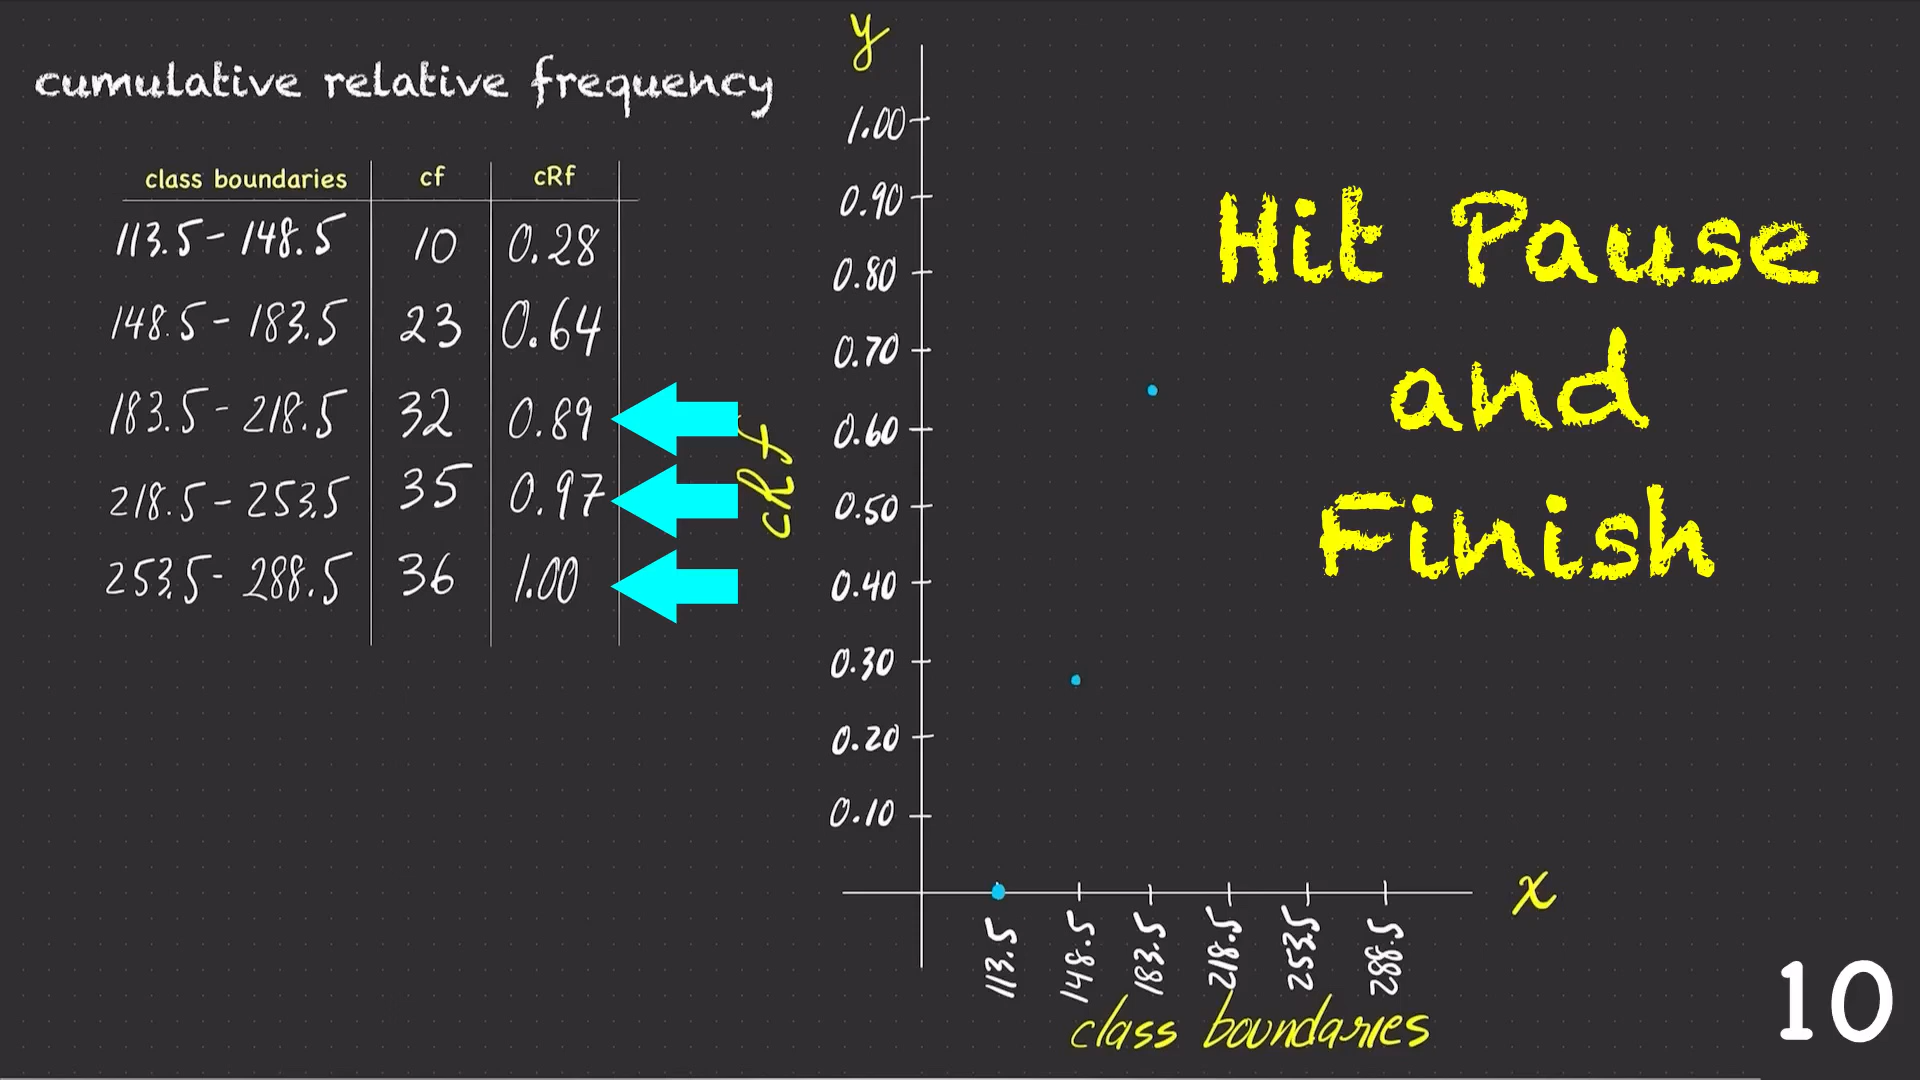 cumulative relative frequency
class boundaries cf cRf
113.5 - 148.5 10 0.28
148.5 - 183.5 23 0.64
183.5 - 218.5 32 0.89
218.5 - 253.5 35 0.97
253.5 - 288.5 36 1.00
y
1.00
0.90
0.80
0.70
0.60
0.50
0.40
0.30
0.20
0.10
cRf
113.5 148.5 183.5 218.5 253.5 288.5
x
class boundaries
Hit Pause
and
Finish
10